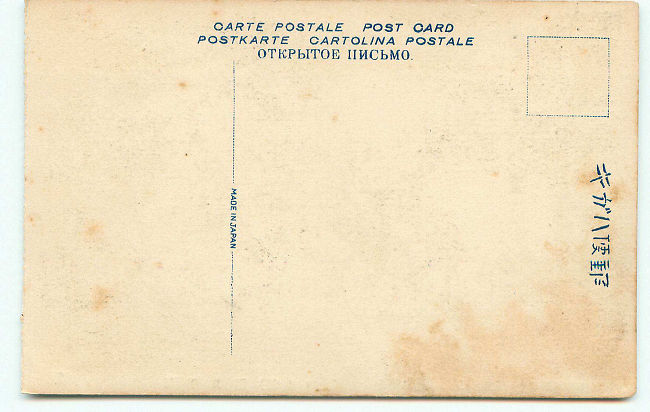 CARTE POSTALE POST CARD
POSTKARTE CARTOLINA POSTALE
ОТКРЫТОЕ ПИСЬМО.
MADE IN JAPAN
郵便ハガキ